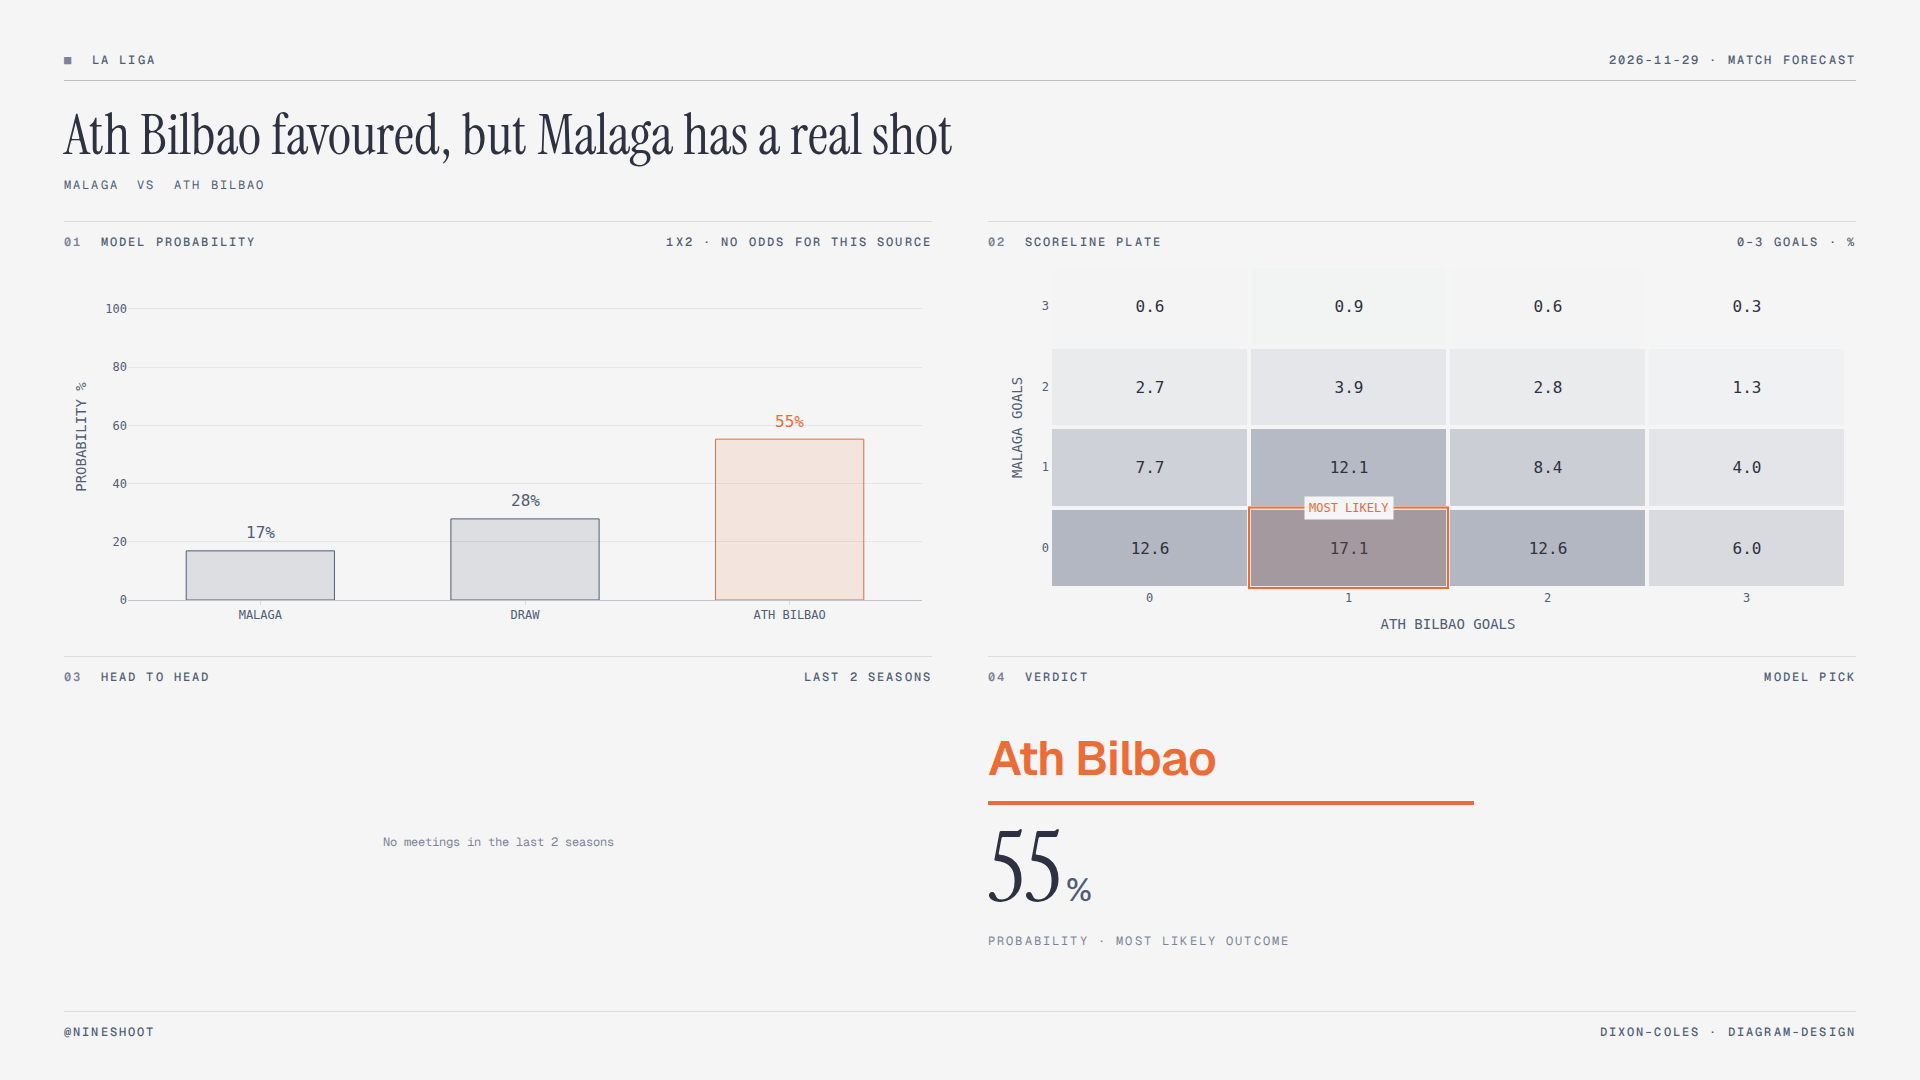 ■ LA LIGA
2026-11-29 · MATCH FORECAST
Ath Bilbao favoured, but Malaga has a real shot
MALAGA VS ATH BILBAO
01 MODEL PROBABILITY
1X2 · NO ODDS FOR THIS SOURCE
PROBABILITY %
100
80
60
40
20
0
17%
28%
55%
MALAGA
DRAW
ATH BILBAO
02 SCORELINE PLATE
0–3 GOALS · %
MALAGA GOALS
3 0.6 0.9 0.6 0.3
2 2.7 3.9 2.8 1.3
1 7.7 12.1 8.4 4.0
MOST LIKELY
0 12.6 17.1 12.6 6.0
0 1 2 3
ATH BILBAO GOALS
03 HEAD TO HEAD
LAST 2 SEASONS
No meetings in the last 2 seasons
04 VERDICT
MODEL PICK
Ath Bilbao
55%
PROBABILITY · MOST LIKELY OUTCOME
@NINESHOOT
DIXON–COLES · DIAGRAM-DESIGN